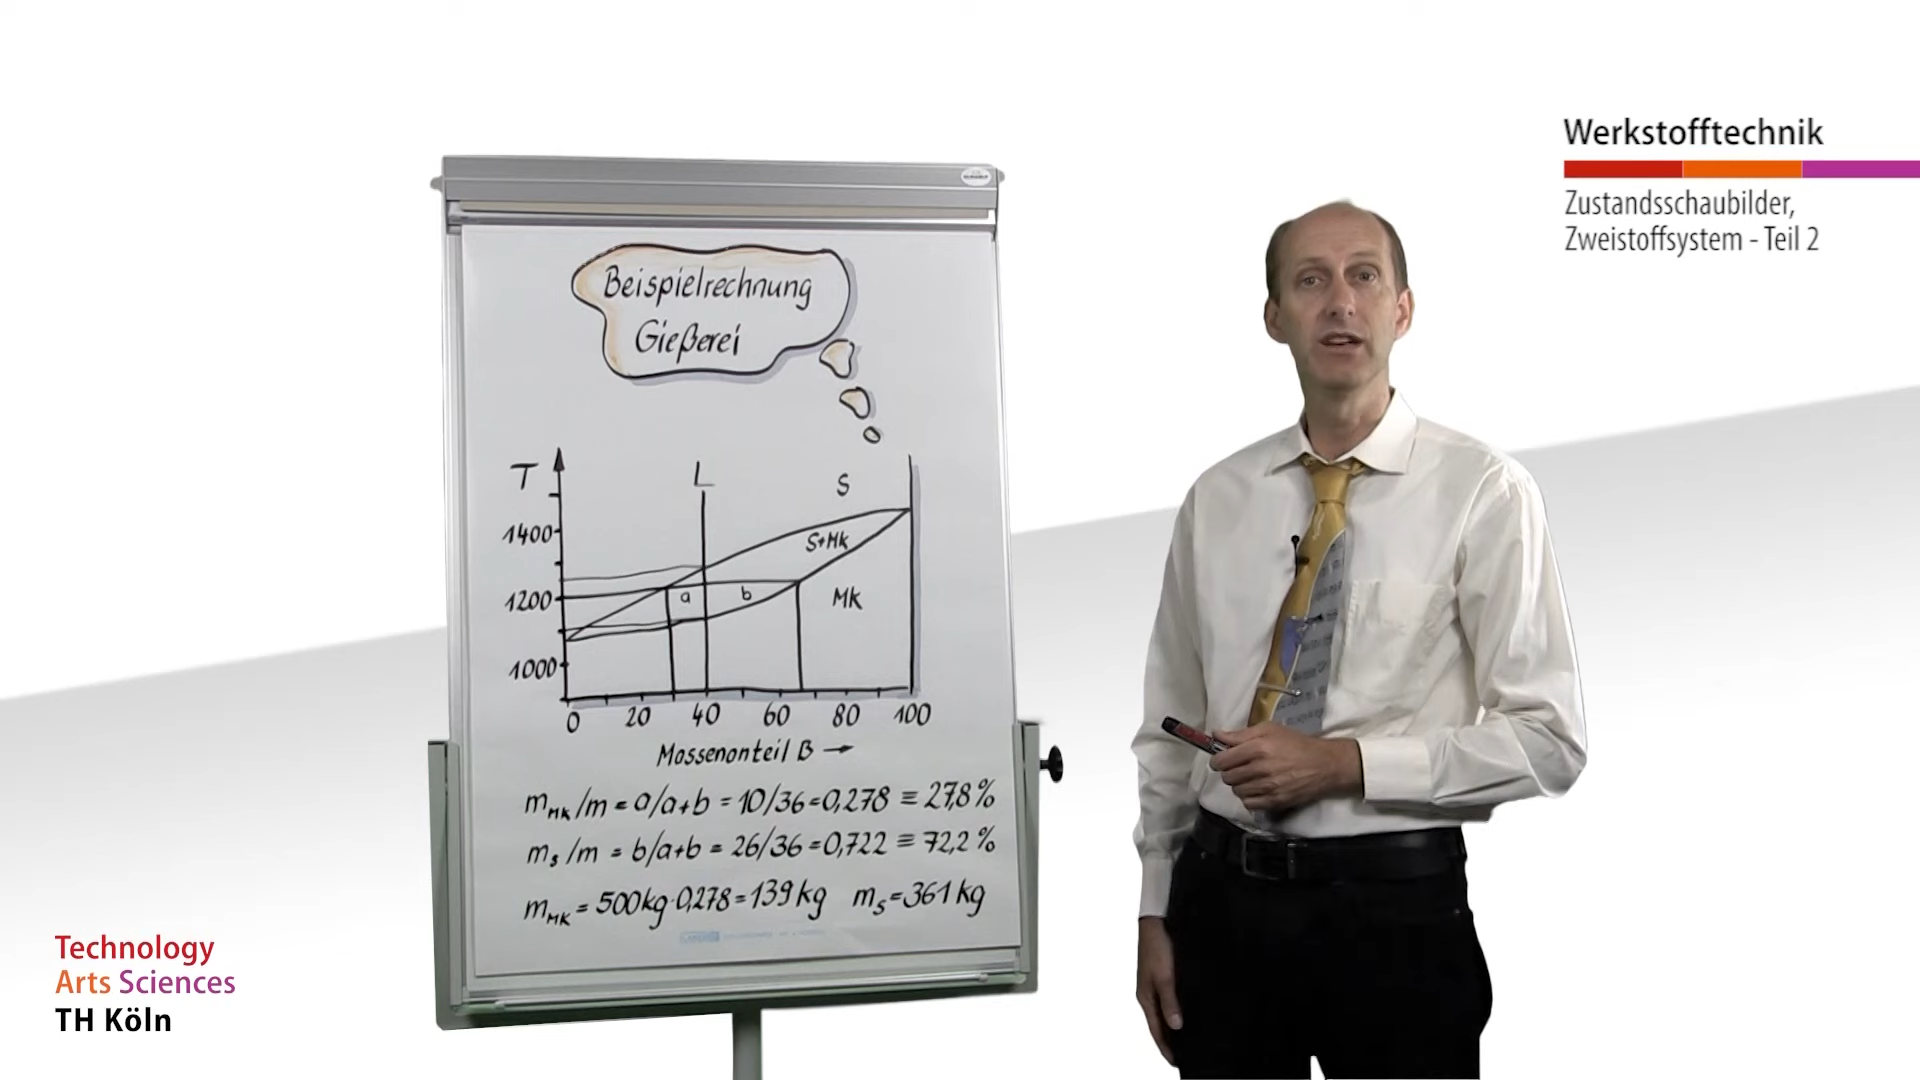 Werkstofftechnik
Zustandsschaubilder,
Zweistoffsystem - Teil 2
Beispielrechnung
Gießerei
T
L
S
1400
S+Mk
1200
a
b
Mk
1000
0 20 40 60 80 100
Massenanteil B →
mMK/m = a/a+b = 10/36 = 0,278 ≡ 27,8 %
mS/m = b/a+b = 26/36 = 0,722 ≡ 72,2 %
mMK = 500 kg · 0,278 = 139 kg mS = 361 kg
Technology
Arts Sciences
TH Köln